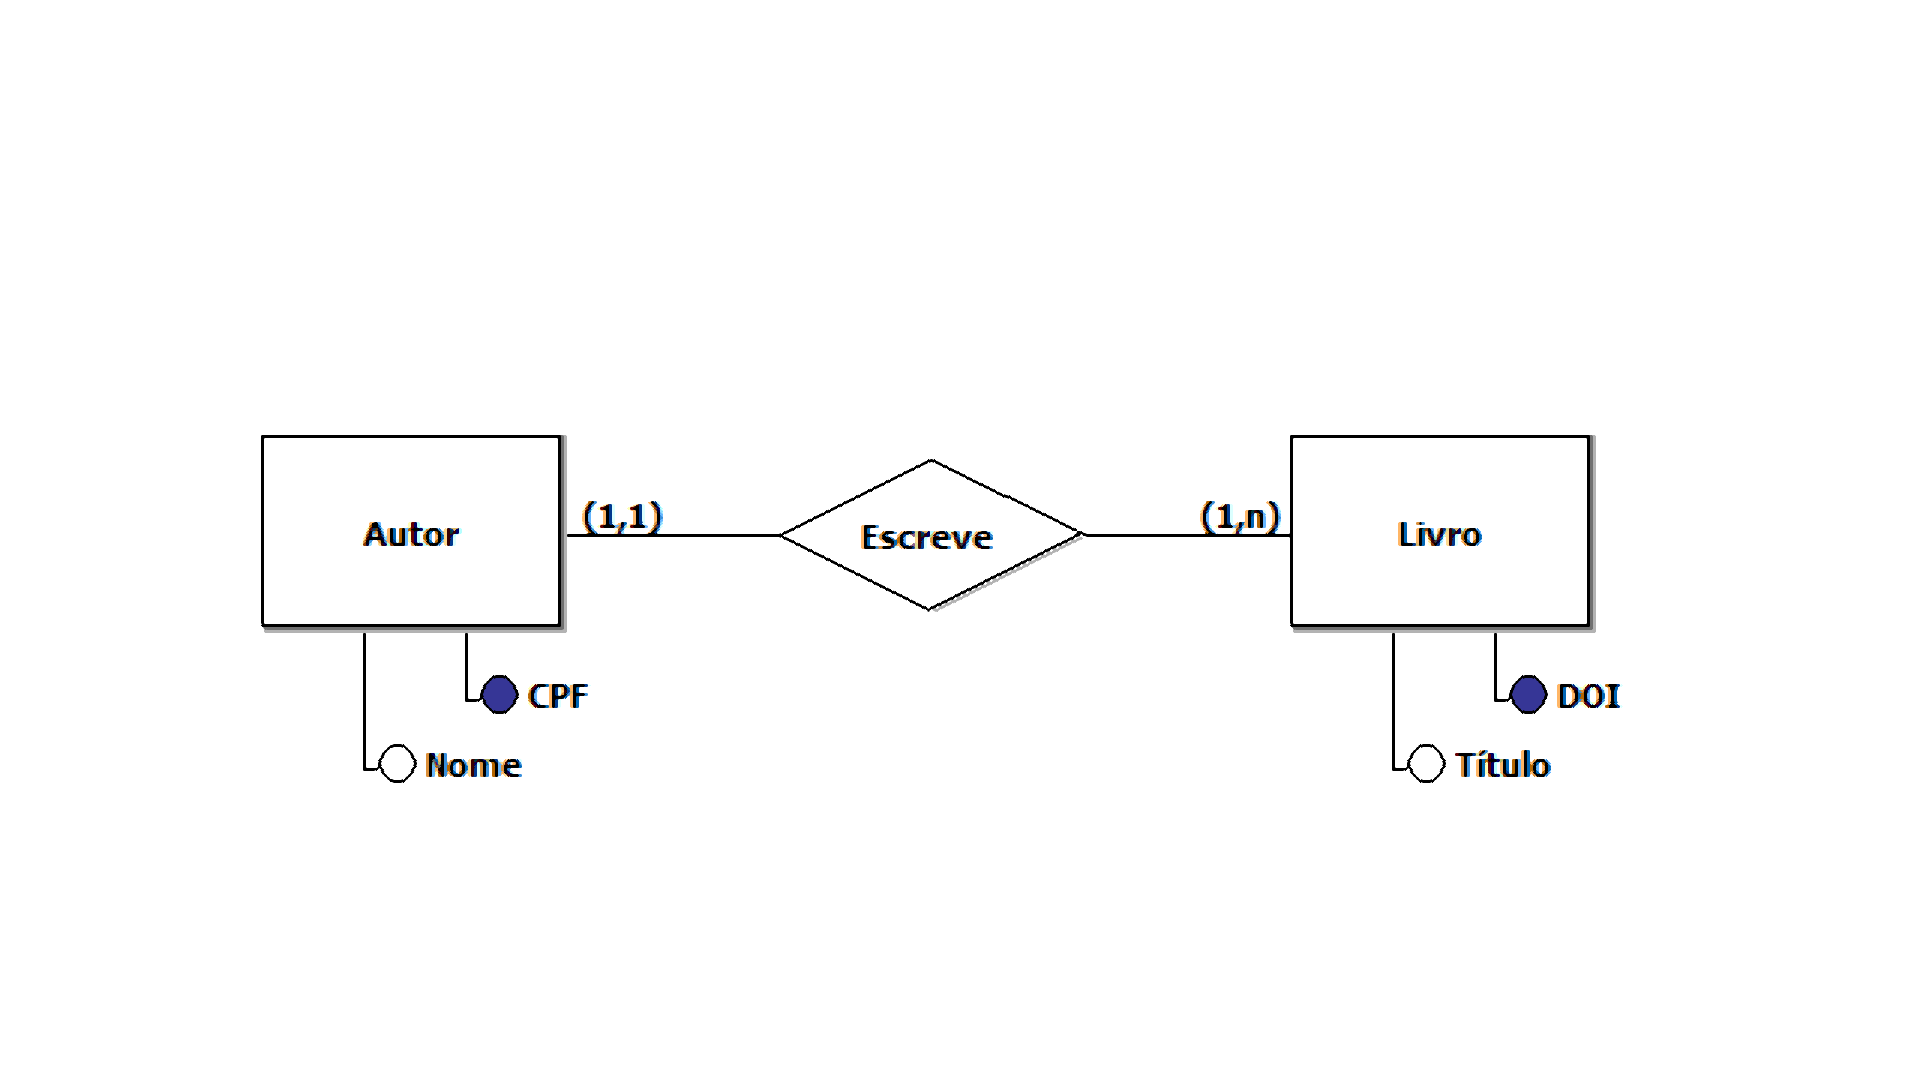 Autor
(1,1)
Escreve
(1,n)
Livro
CPF
Nome
DOI
Título